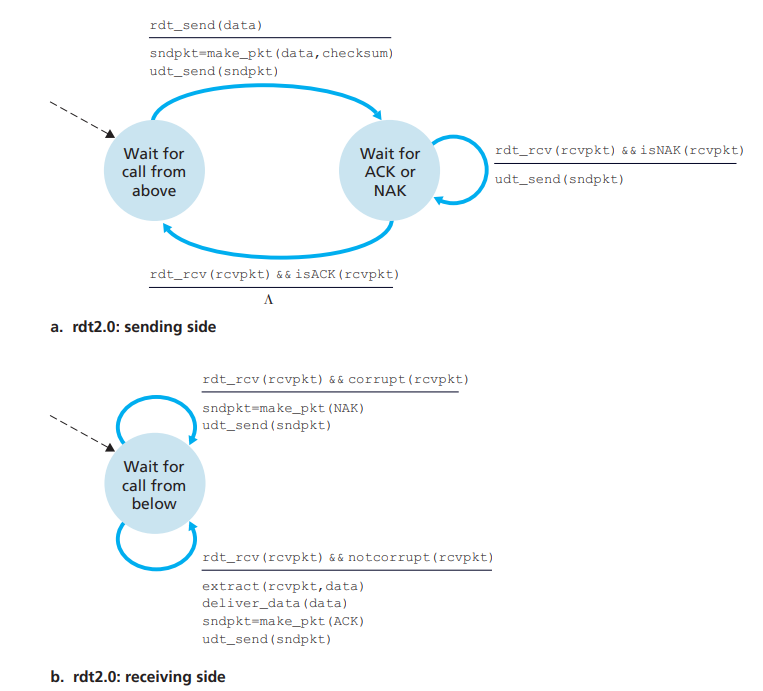 rdt_send(data)
sndpkt=make_pkt(data,checksum)
udt_send(sndpkt)
Wait for
call from
above
Wait for
ACK or
NAK
rdt_rcv(rcvpkt) && isNAK(rcvpkt)
udt_send(sndpkt)
rdt_rcv(rcvpkt) && isACK(rcvpkt)
Λ
a. rdt2.0: sending side
rdt_rcv(rcvpkt) && corrupt(rcvpkt)
sndpkt=make_pkt(NAK)
udt_send(sndpkt)
Wait for
call from
below
rdt_rcv(rcvpkt) && notcorrupt(rcvpkt)
extract(rcvpkt,data)
deliver_data(data)
sndpkt=make_pkt(ACK)
udt_send(sndpkt)
b. rdt2.0: receiving side